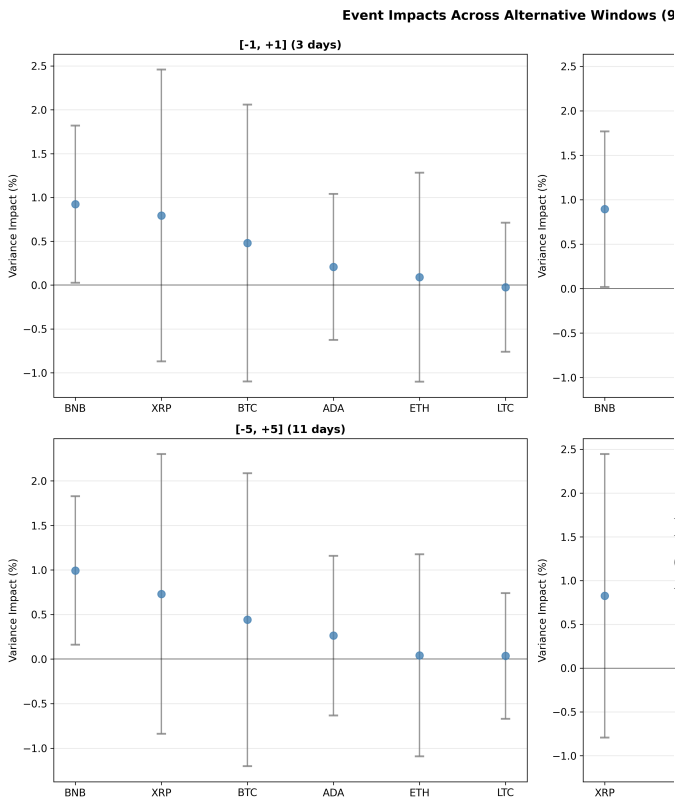 Event Impacts Across Alternative Windows (9
[-1, +1] (3 days)
Variance Impact (%)
2.5
2.0
1.5
1.0
0.5
0.0
−0.5
−1.0
BNB XRP BTC ADA ETH LTC
Variance Impact (%)
2.5
2.0
1.5
1.0
0.5
0.0
−0.5
−1.0
BNB
[-5, +5] (11 days)
Variance Impact (%)
2.0
1.5
1.0
0.5
0.0
−0.5
−1.0
BNB XRP BTC ADA ETH LTC
Variance Impact (%)
2.5
2.0
1.5
1.0
0.5
0.0
−0.5
−1.0
XRP